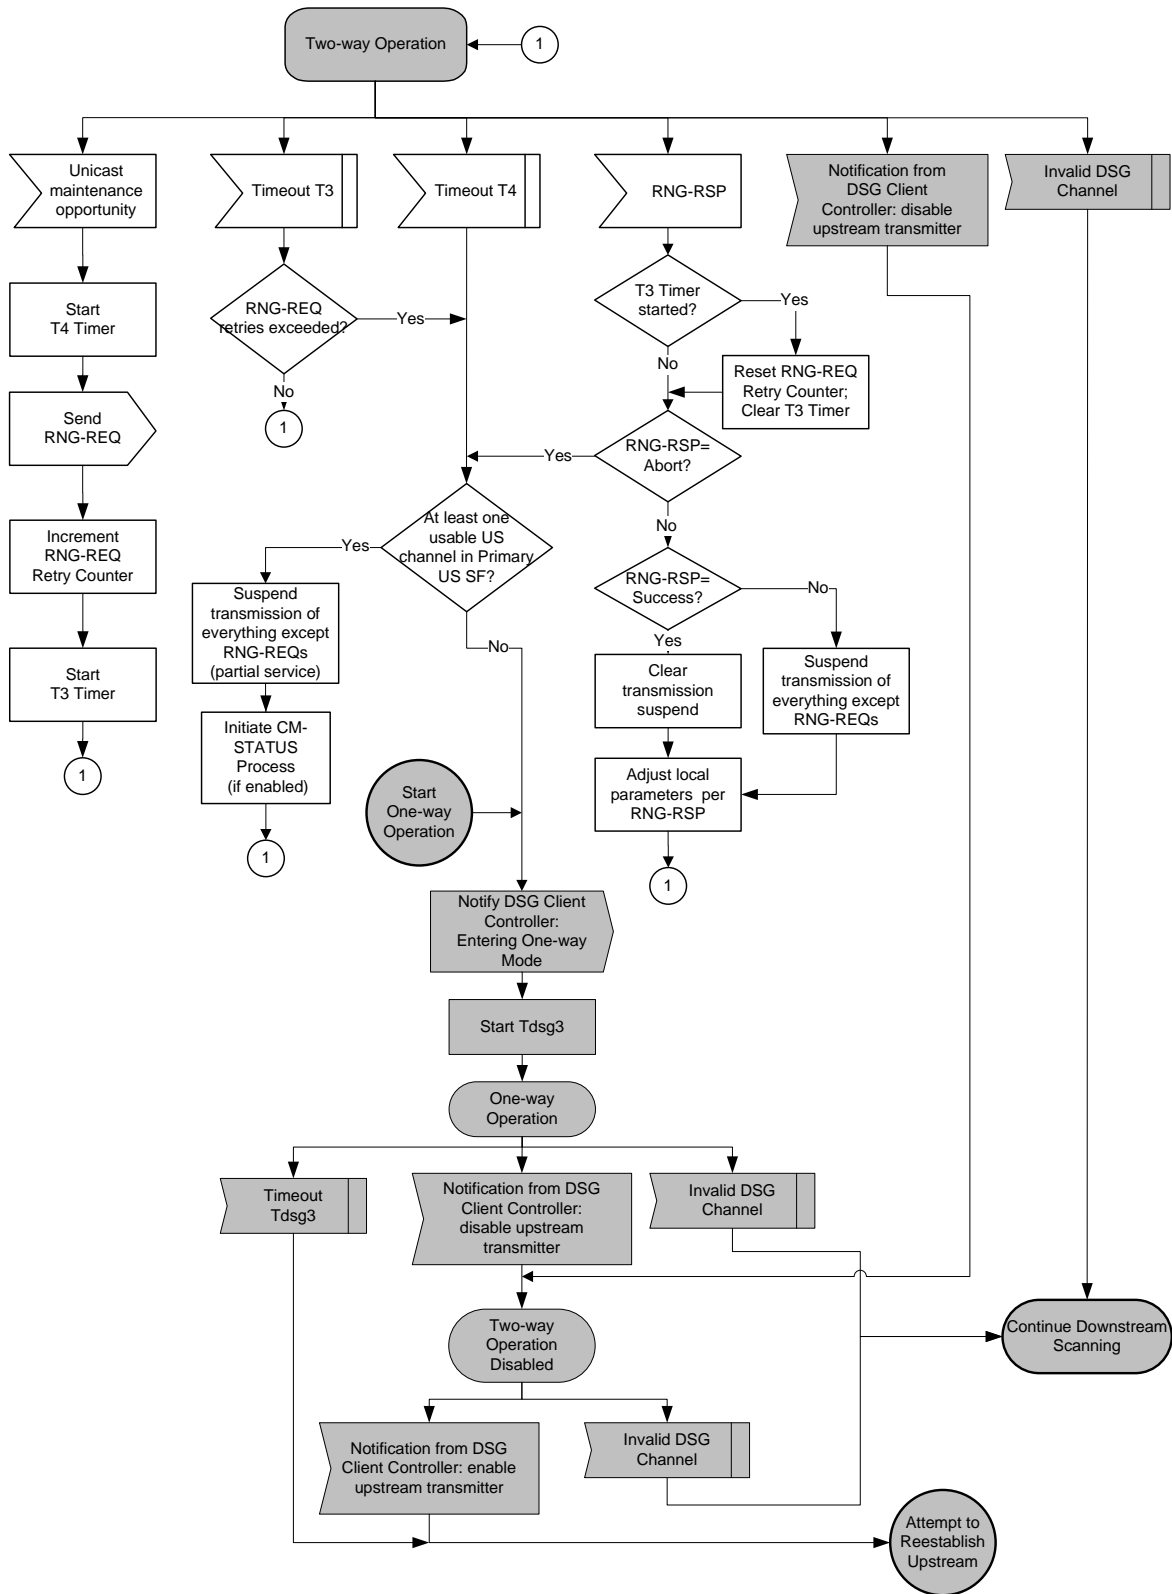 Two-way Operation
1
Unicast
maintenance
opportunity
Timeout T3
Timeout T4
RNG-RSP
Notification from
DSG Client
Controller: disable
upstream transmitter
Invalid DSG
Channel
Start
T4 Timer
RNG-REQ
retries exceeded?
Yes
T3 Timer
started?
Yes
No
No
Reset RNG-REQ
Retry Counter;
Clear T3 Timer
Send
RNG-REQ
1
RNG-RSP=
Abort?
Yes
No
At least one
usable US
channel in Primary
US SF?
Yes
No
Increment
RNG-REQ
Retry Counter
RNG-RSP=
Success?
No
Yes
Suspend
transmission of
everything except
RNG-REQs
(partial service)
Start
T3 Timer
Clear
transmission
suspend
Suspend
transmission of
everything except
RNG-REQs
Initiate CM-
STATUS
Process
(if enabled)
1
Adjust local
parameters per
RNG-RSP
Start
One-way
Operation
1
1
Notify DSG Client
Controller:
Entering One-way
Mode
Start Tdsg3
One-way
Operation
Timeout
Tdsg3
Notification from DSG
Client Controller:
disable upstream
transmitter
Invalid DSG
Channel
Two-way
Operation
Disabled
Continue Downstream
Scanning
Notification from DSG
Client Controller: enable
upstream transmitter
Invalid DSG
Channel
Attempt to
Reestablish
Upstream